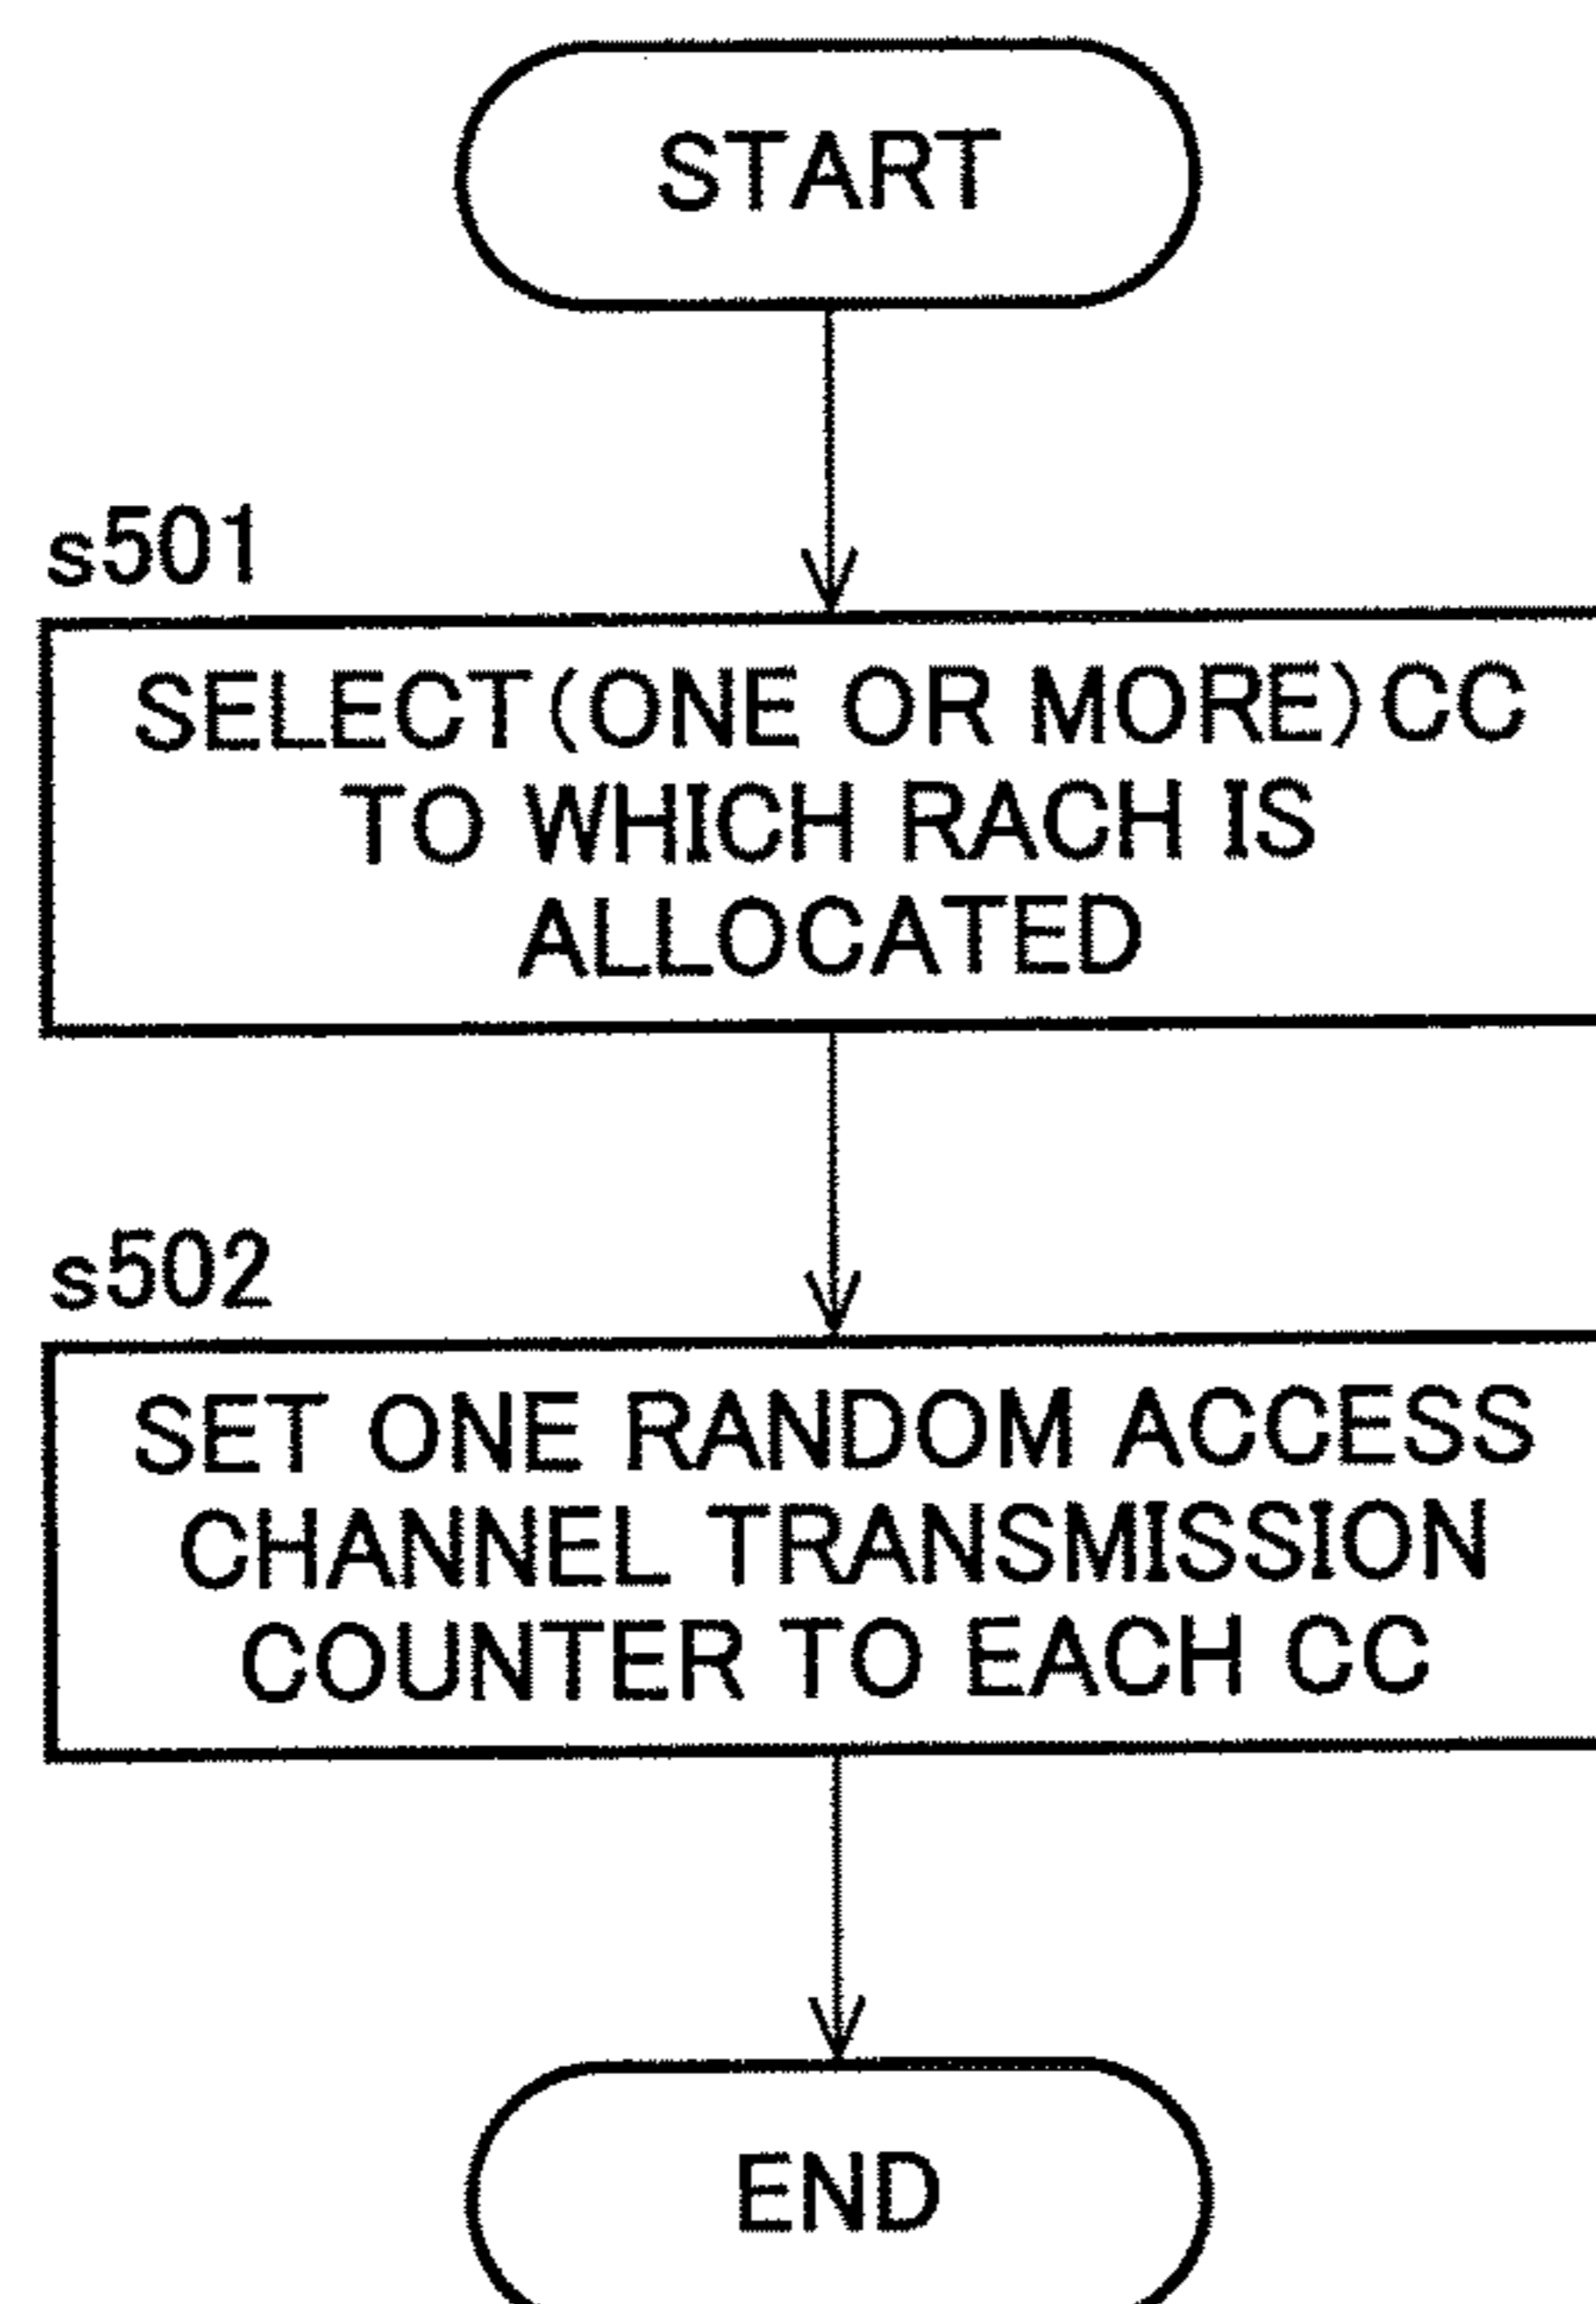 START
s501
SELECT(ONE OR MORE)CC
TO WHICH RACH IS
ALLOCATED
s502
SET ONE RANDOM ACCESS
CHANNEL TRANSMISSION
COUNTER TO EACH CC
END